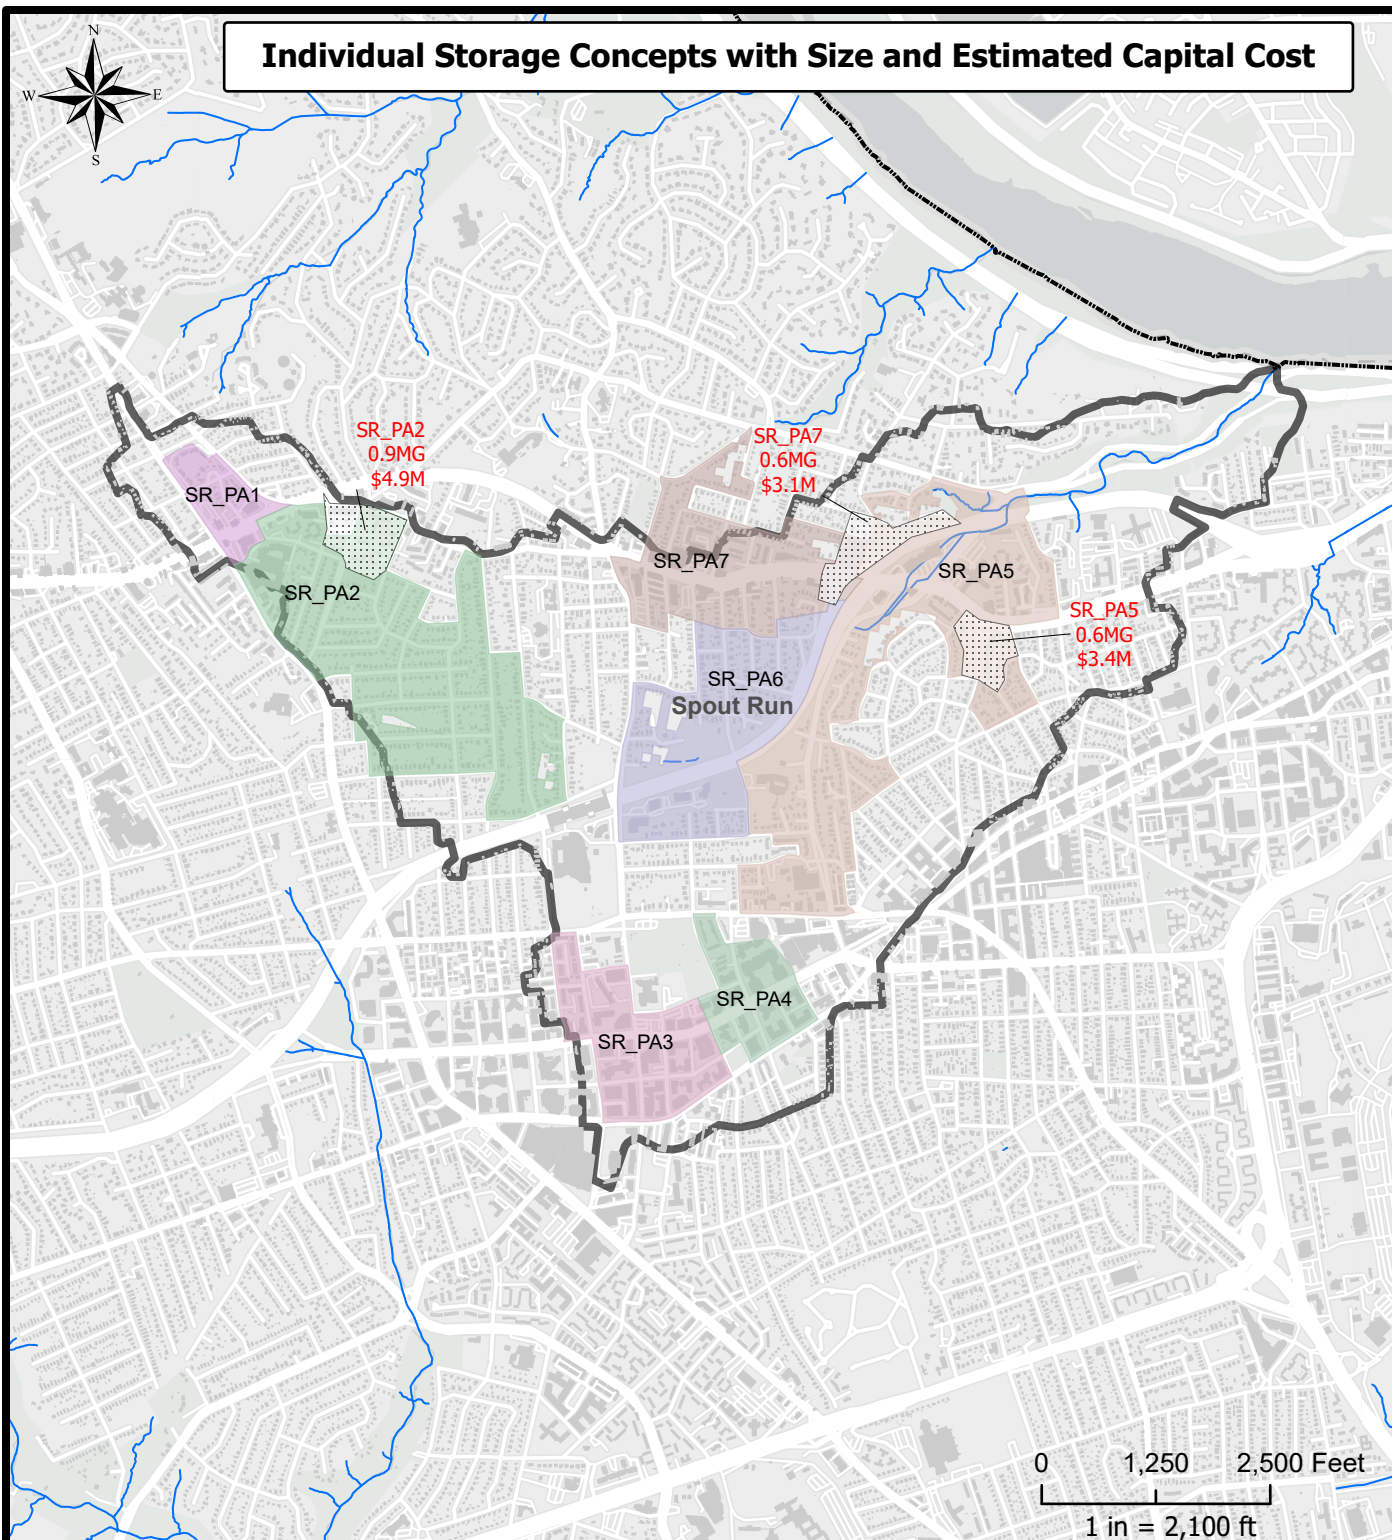 Individual Storage Concepts with Size and Estimated Capital Cost
N
W
E
S
SR_PA2
0.9MG
$4.9M
SR_PA7
0.6MG
$3.1M
SR_PA1
SR_PA7
SR_PA5
SR_PA2
SR_PA5
0.6MG
$3.4M
SR_PA6
Spout Run
SR_PA4
SR_PA3
0 1,250 2,500 Feet
1 in = 2,100 ft